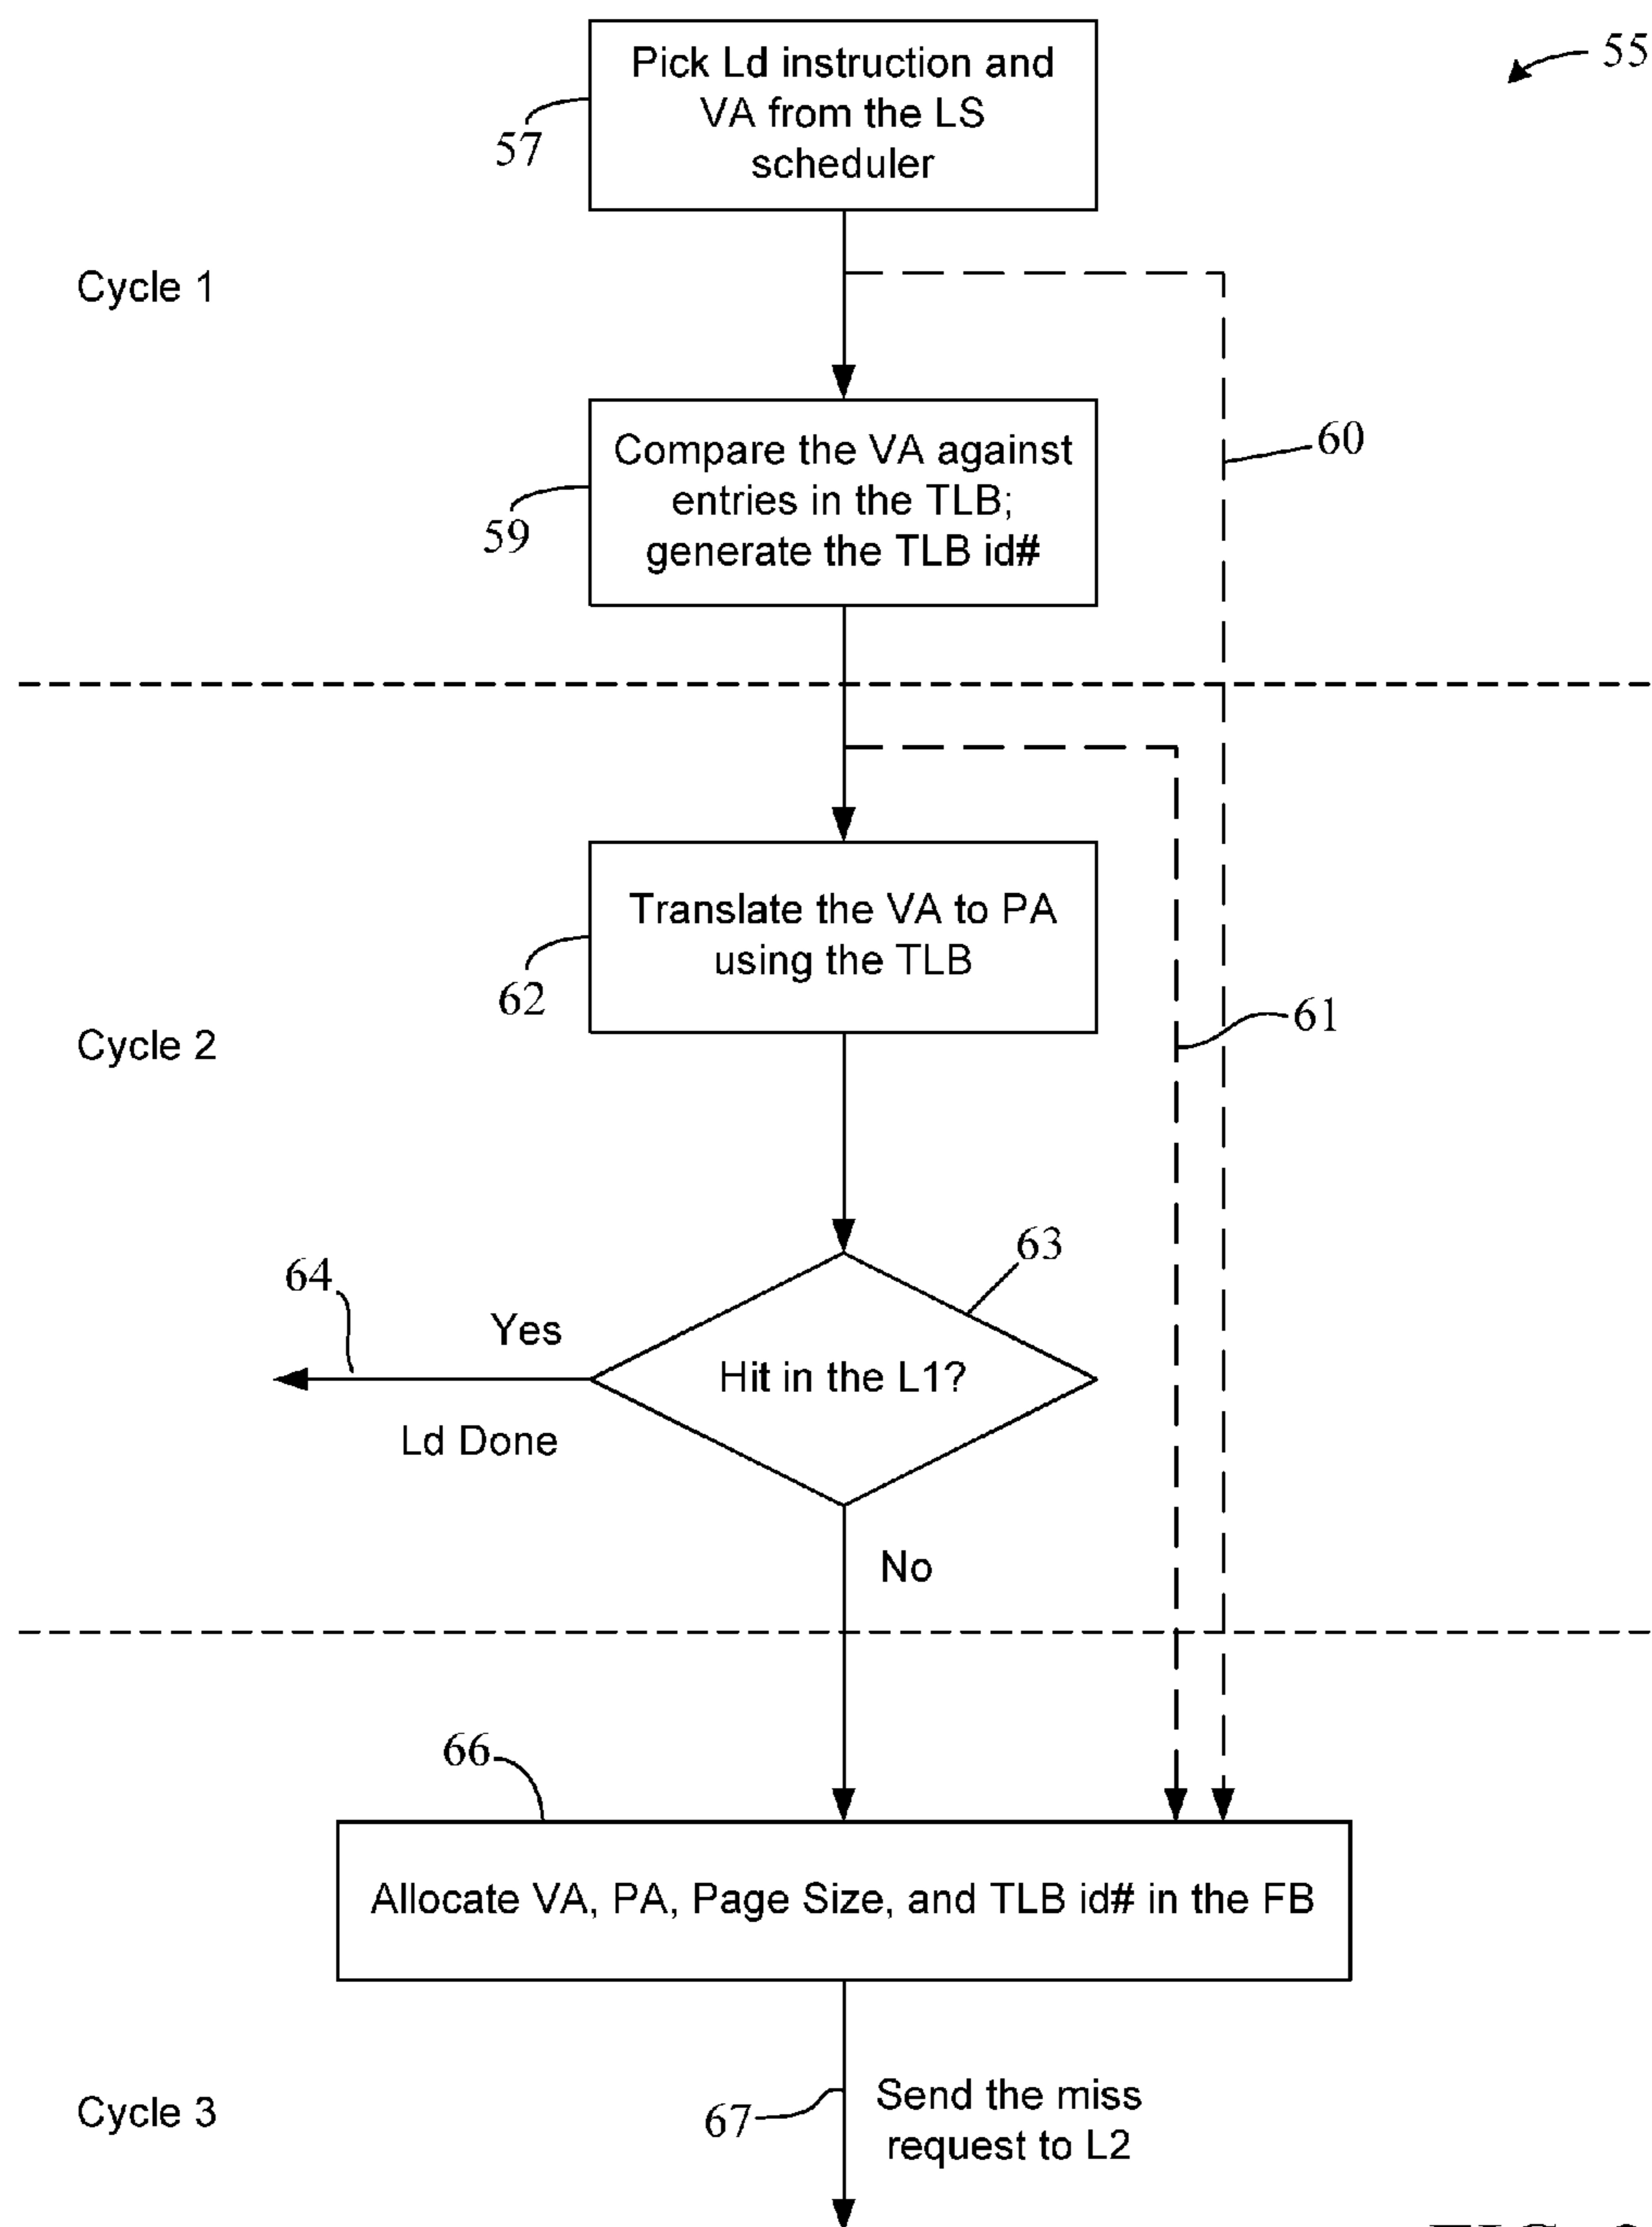 55
Pick Ld instruction and
VA from the LS
scheduler
57
Cycle 1
60
Compare the VA against
entries in the TLB;
generate the TLB id#
59
Translate the VA to PA
using the TLB
62
61
Cycle 2
63
64
Yes
Hit in the L1?
Ld Done
No
66
Allocate VA, PA, Page Size, and TLB id# in the FB
Cycle 3
67
Send the miss
request to L2